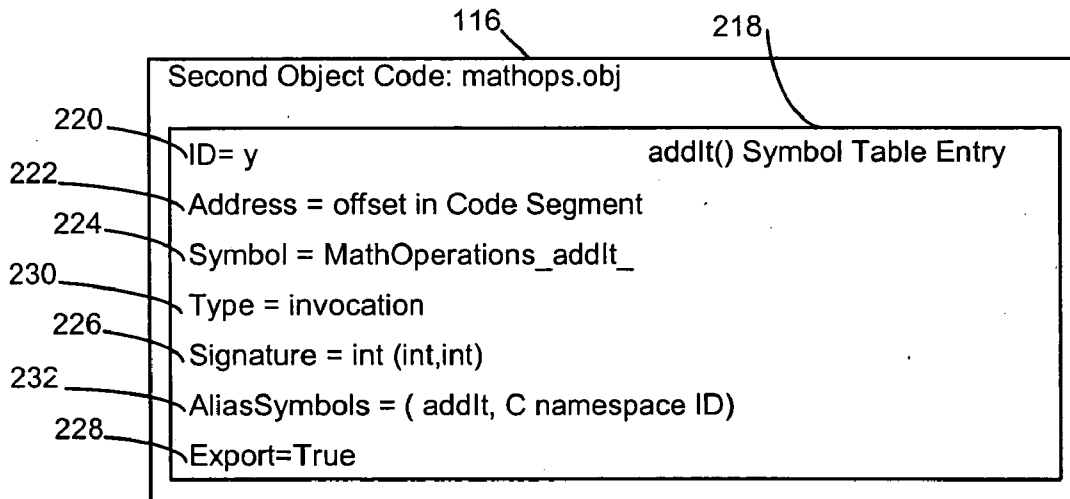 116
218
Second Object Code: mathops.obj
220
ID= y
addIt() Symbol Table Entry
222
Address = offset in Code Segment
224
Symbol = MathOperations_addIt_
230
Type = invocation
226
Signature = int (int,int)
232
AliasSymbols = ( addIt, C namespace ID)
228
Export=True